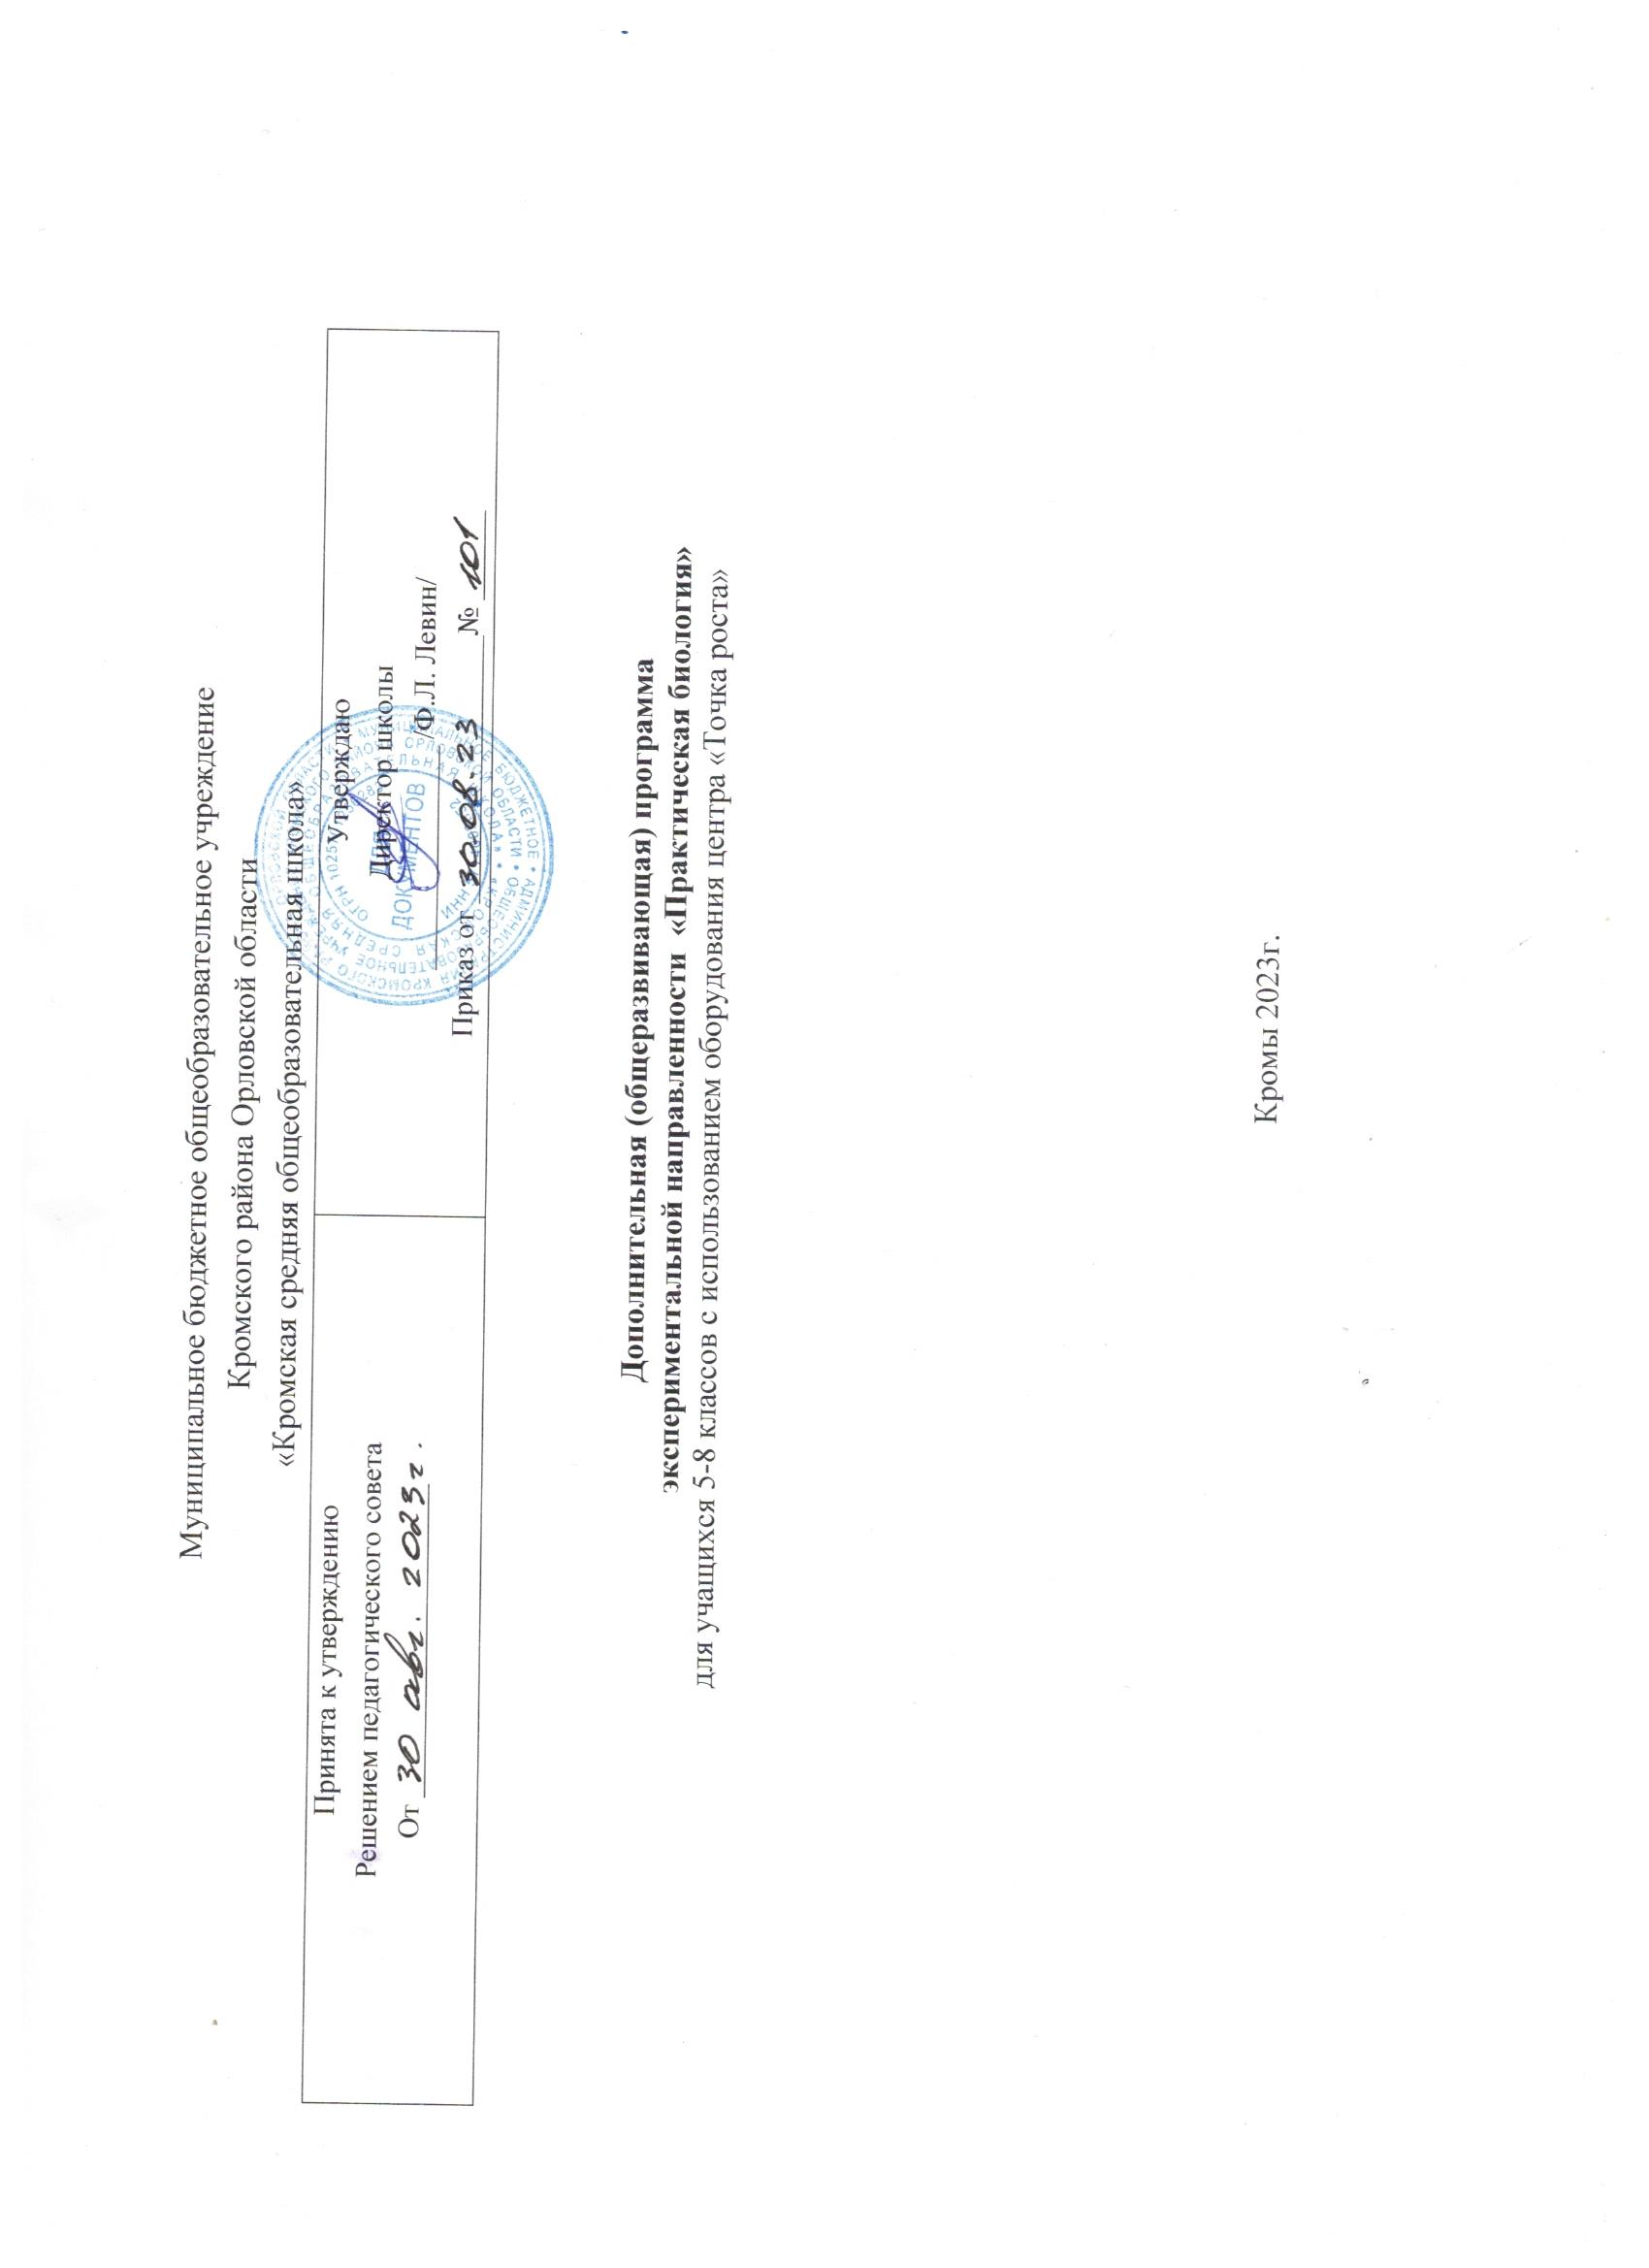 Муниципальное бюджетное общеобразовательное учреждение
Кромского района Орловской области
«Кромская средняя общеобразовательная школа»
Принята к утверждению
Решением педагогического совета
От 30 авг. 2023г.
Утверждаю
Директор школы
/Ф.Л. Левин/
Приказ от 30.08.23 № 101
ДЛЯ
ДОКУМЕНТОВ
Дополнительная (общеразвивающая) программа
экспериментальной направленности «Практическая биология»
для учащихся 5-8 классов с использованием оборудования центра «Точка роста»
Кромы 2023г.